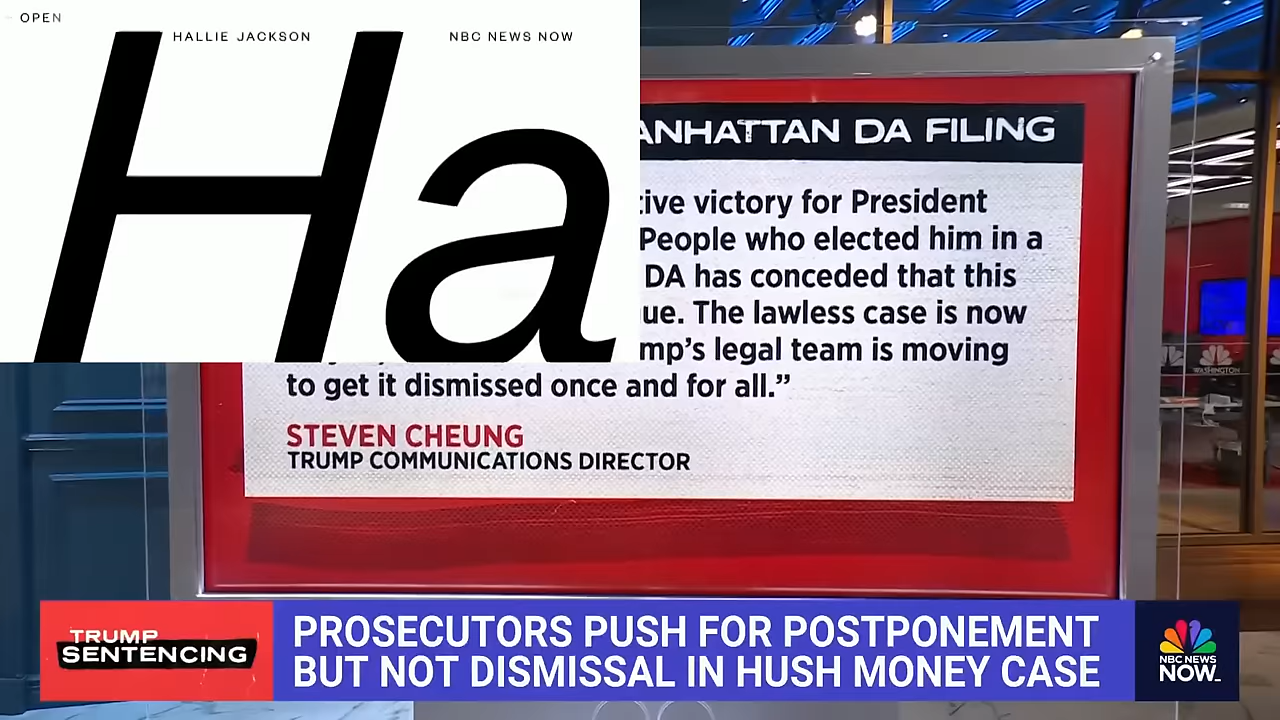 OPEN
HALLIE JACKSON
NBC NEWS NOW
Ha
ANHATTAN DA FILING
ive victory for President
People who elected him in a
DA has conceded that this
ue. The lawless case is now
mp's legal team is moving
to get it dismissed once and for all.”
STEVEN CHEUNG
TRUMP COMMUNICATIONS DIRECTOR
WASHINGTON
TRUMP
SENTENCING
PROSECUTORS PUSH FOR POSTPONEMENT
BUT NOT DISMISSAL IN HUSH MONEY CASE
NBC NEWS
NOW